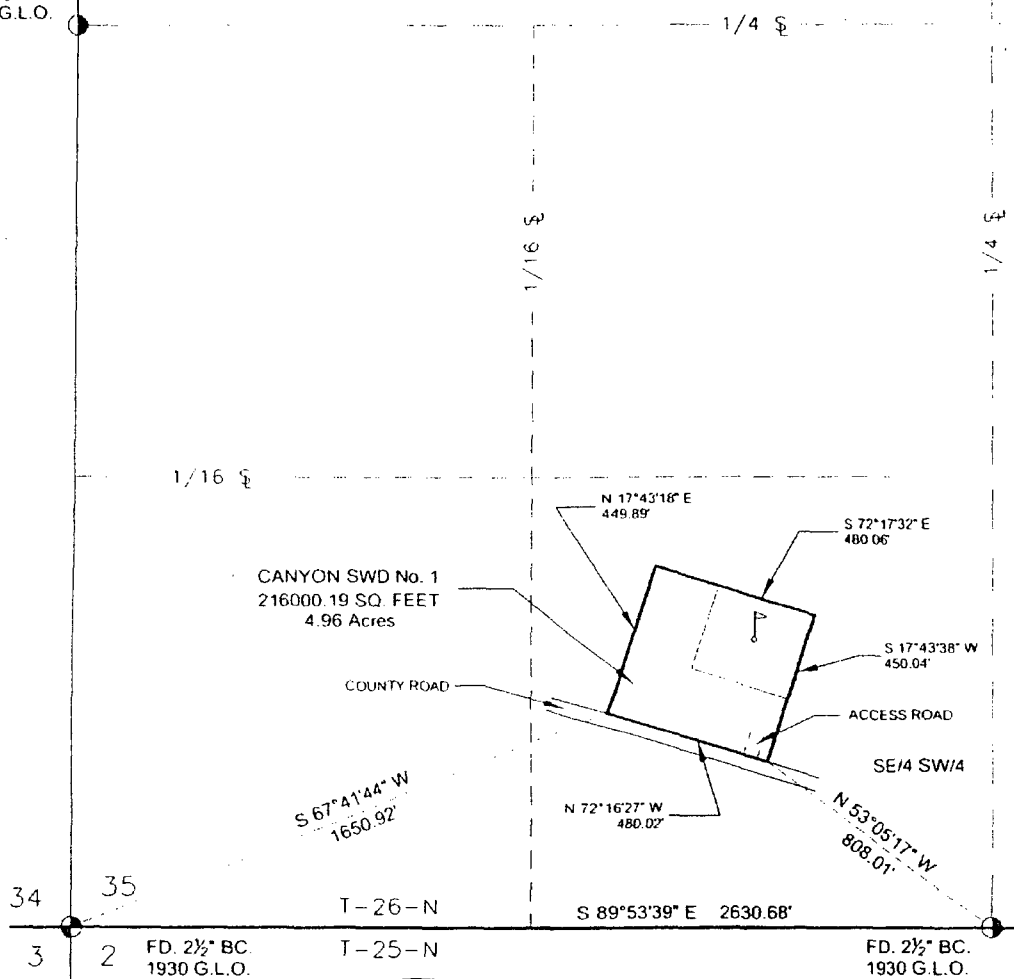 G.L.O.
1/4 ℄
1/16 ℄
1/4 ℄
1/16 ℄
N 17°43'18" E
449.89'
S 72°17'32" E
480.06'
CANYON SWD No. 1
216000.19 SQ. FEET
4.96 Acres
S 17°43'38" W
450.04'
COUNTY ROAD
ACCESS ROAD
SE/4 SW/4
S 67°41'44" W
1650.92'
N 72°16'27" W
480.02'
N 53°05'17" W
808.01'
34
35
T-26-N
S 89°53'39" E 2630.68'
3
2
FD. 2½" BC.
1930 G.L.O.
T-25-N
FD. 2½" BC.
1930 G.L.O.